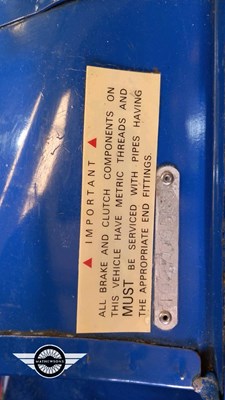 ▲ IMPORTANT ▲
ALL BRAKE AND CLUTCH COMPONENTS ON
THIS VEHICLE HAVE METRIC THREADS AND
MUST BE SERVICED WITH PIPES HAVING
THE APPROPRIATE END FITTINGS.
MATHEWSONS